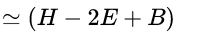 ≃ (H − 2E + B)